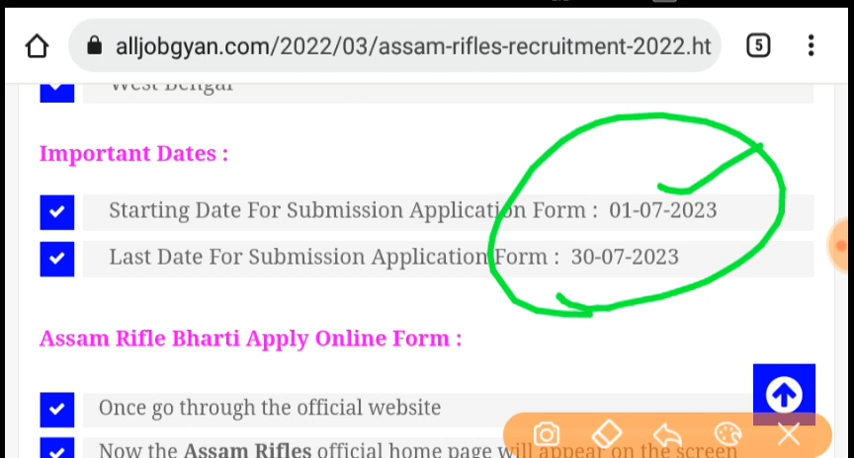 alljobgyan.com/2022/03/assam-rifles-recruitment-2022.ht
5
West Bengal
Important Dates :
Starting Date For Submission Application Form : 01-07-2023
Last Date For Submission Application Form : 30-07-2023
Assam Rifle Bharti Apply Online Form :
Once go through the official website
Now the Assam Rifles official home page will appear on the screen